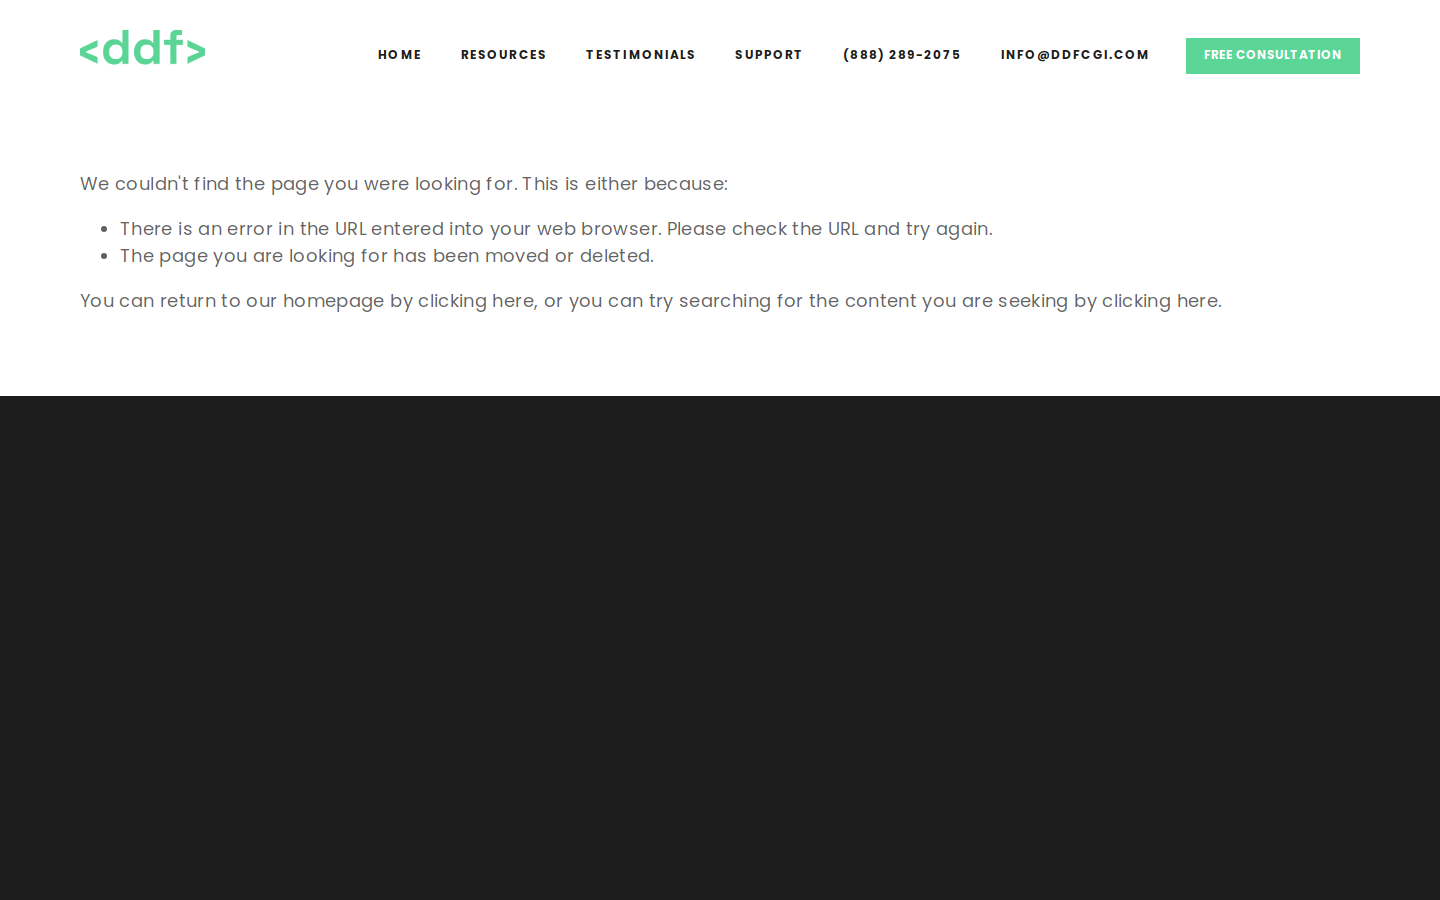 <ddf>
HOME RESOURCES TESTIMONIALS SUPPORT (888) 289-2075 INFO@DDFCGI.COM FREE CONSULTATION
We couldn't find the page you were looking for. This is either because:
• There is an error in the URL entered into your web browser. Please check the URL and try again.
• The page you are looking for has been moved or deleted.
You can return to our homepage by clicking here, or you can try searching for the content you are seeking by clicking here.